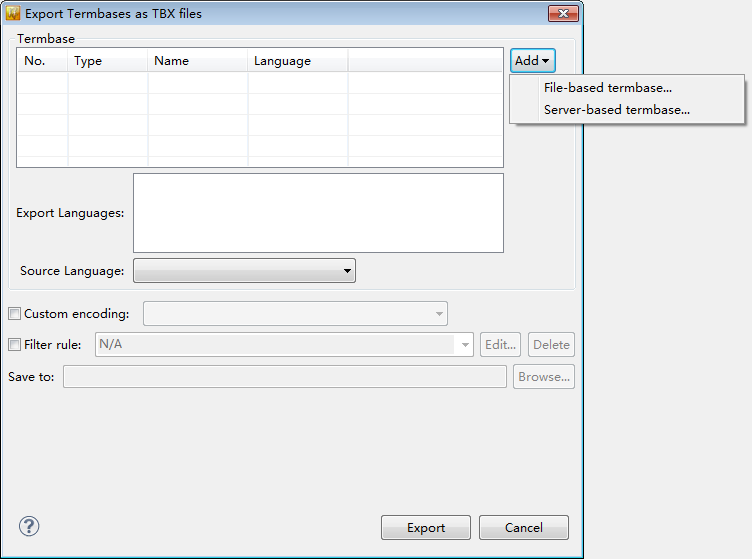 Export Termbases as TBX files
Termbase
No. Type Name Language
Add
File-based termbase...
Server-based termbase...
Export Languages:
Source Language:
Custom encoding:
Filter rule: N/A Edit... Delete
Save to: Browse...
? Export Cancel